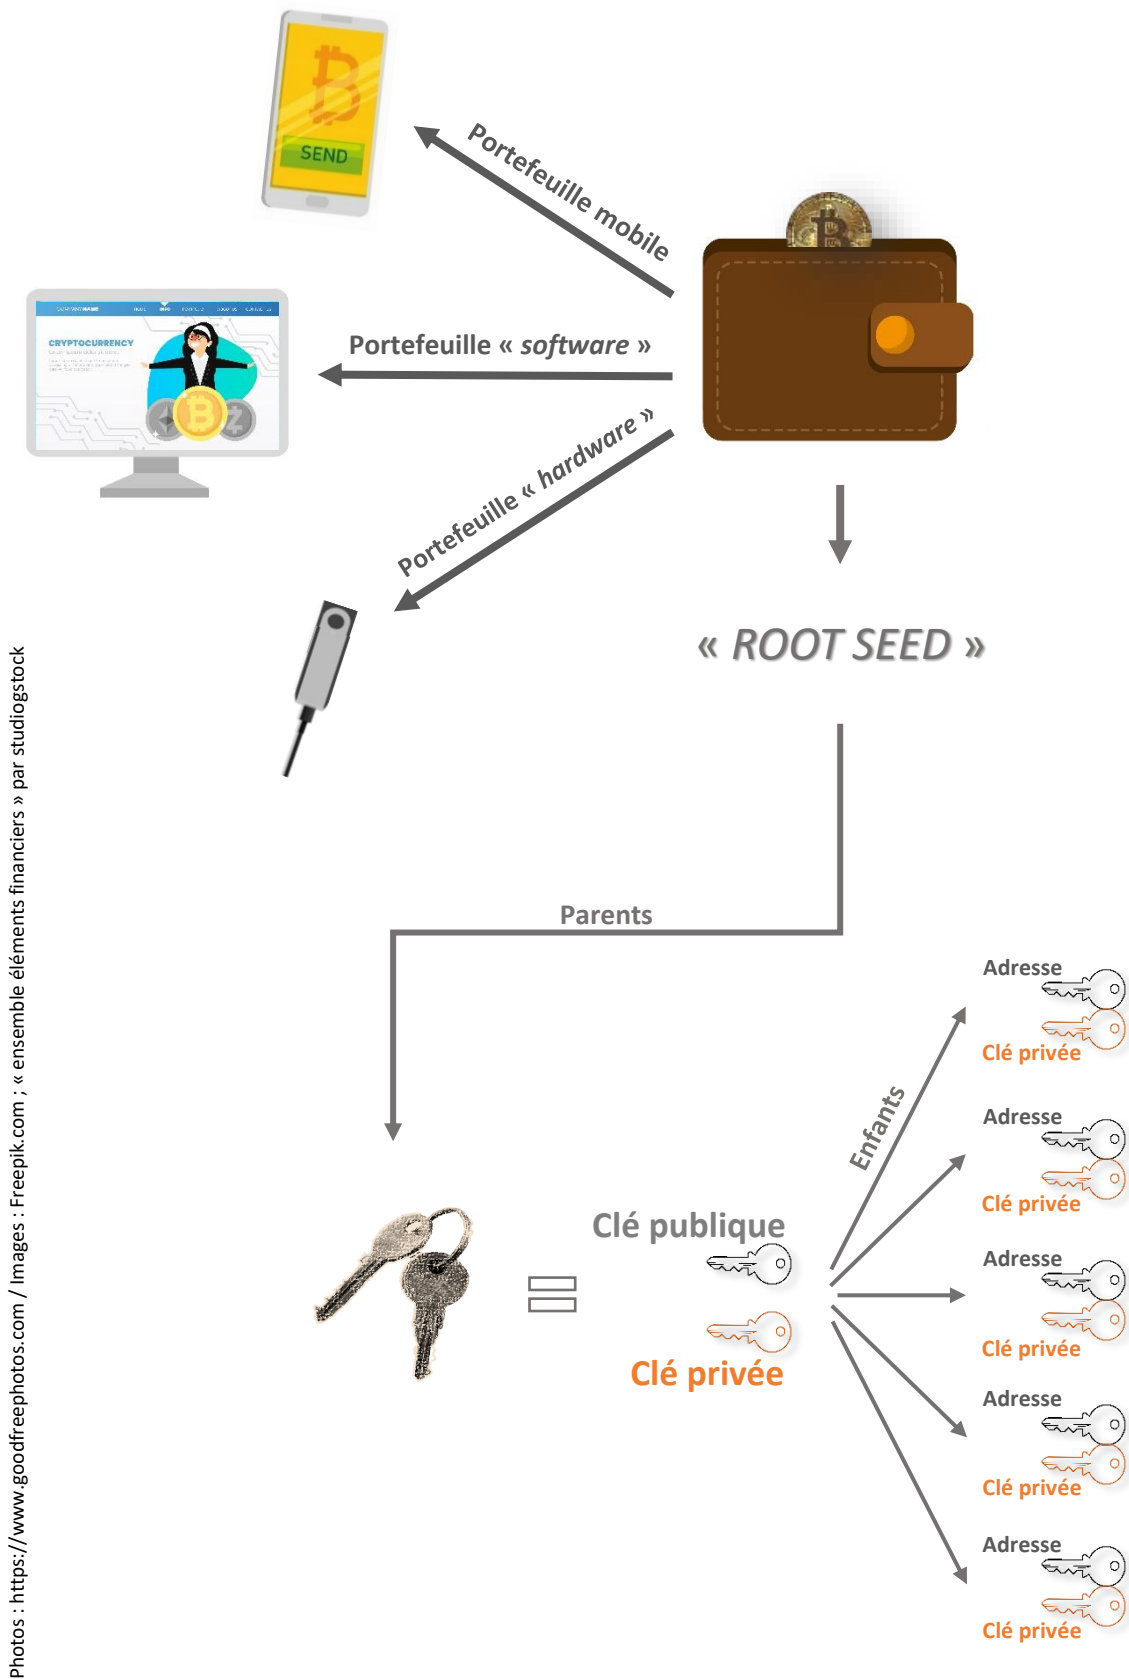 SEND
Portefeuille mobile
CRYPTOCURRENCY
Portefeuille « software »
Portefeuille « hardware »
« ROOT SEED »
Parents
Enfants
Adresse
Clé privée
Adresse
Clé privée
Clé publique
Clé privée
Adresse
Clé privée
Adresse
Clé privée
Adresse
Clé privée
Photos : https://www.goodfreephotos.com / Images : Freepik.com ; « ensemble éléments financiers » par studiogstock